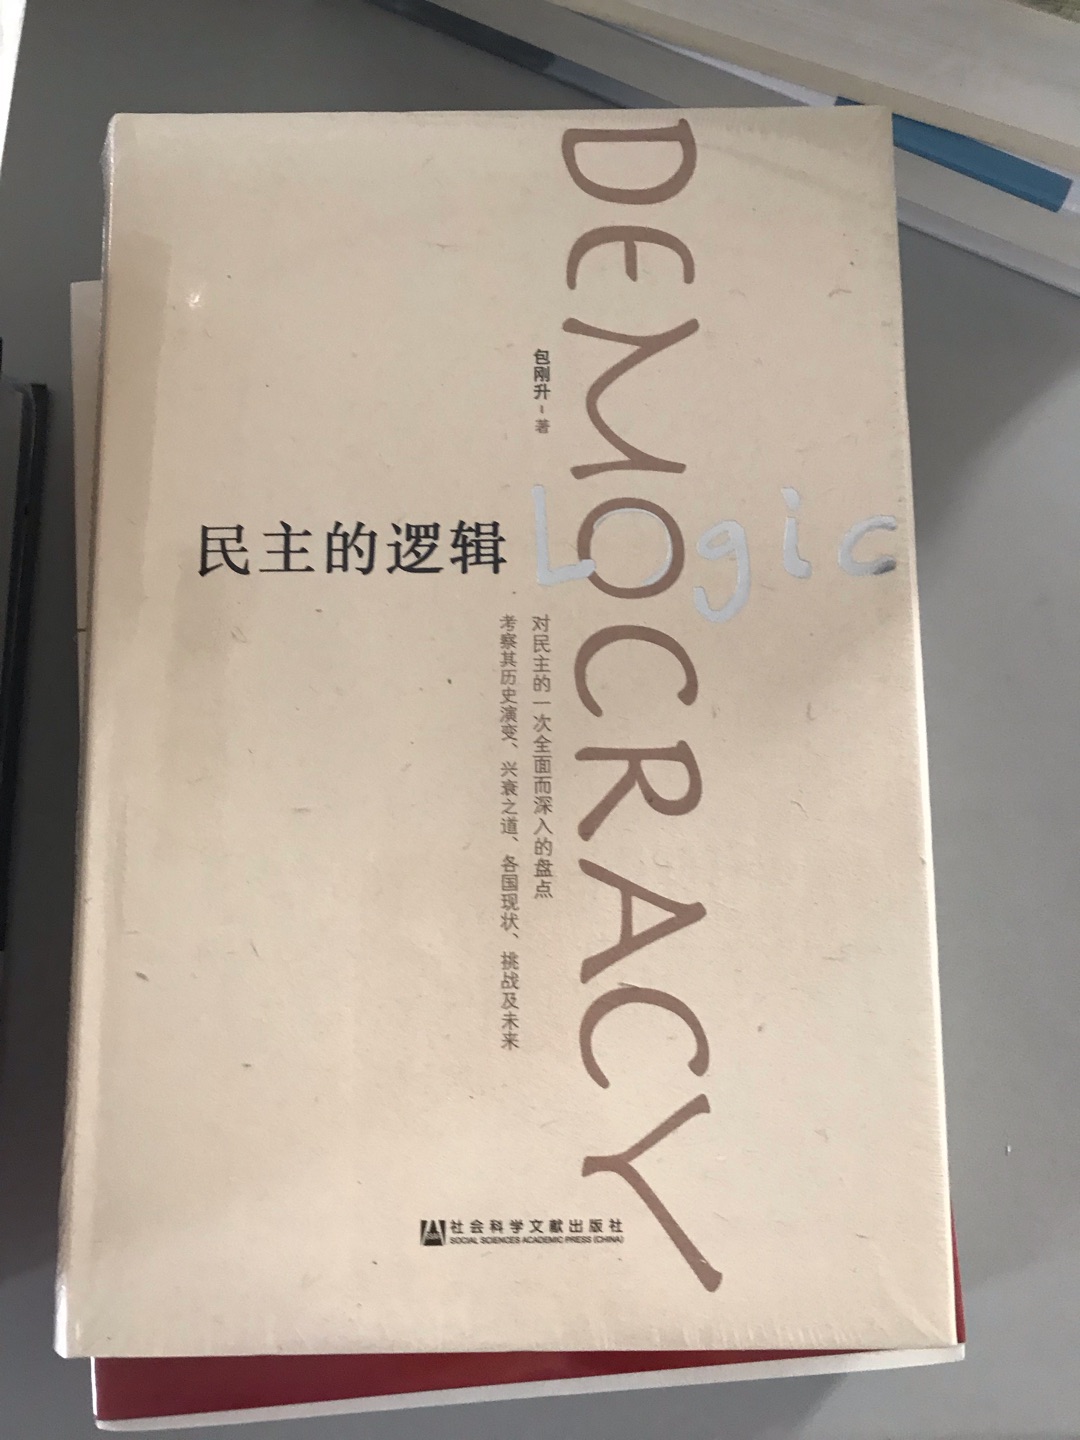 DEMOCRACY
包刚升-著
民主的逻辑
Logic
对民主的一次全面而深入的盘点
考察其历史演变、兴衰之道、各国现状、挑战及未来
社会科学文献出版社
SOCIAL SCIENCES ACADEMIC PRESS (CHINA)